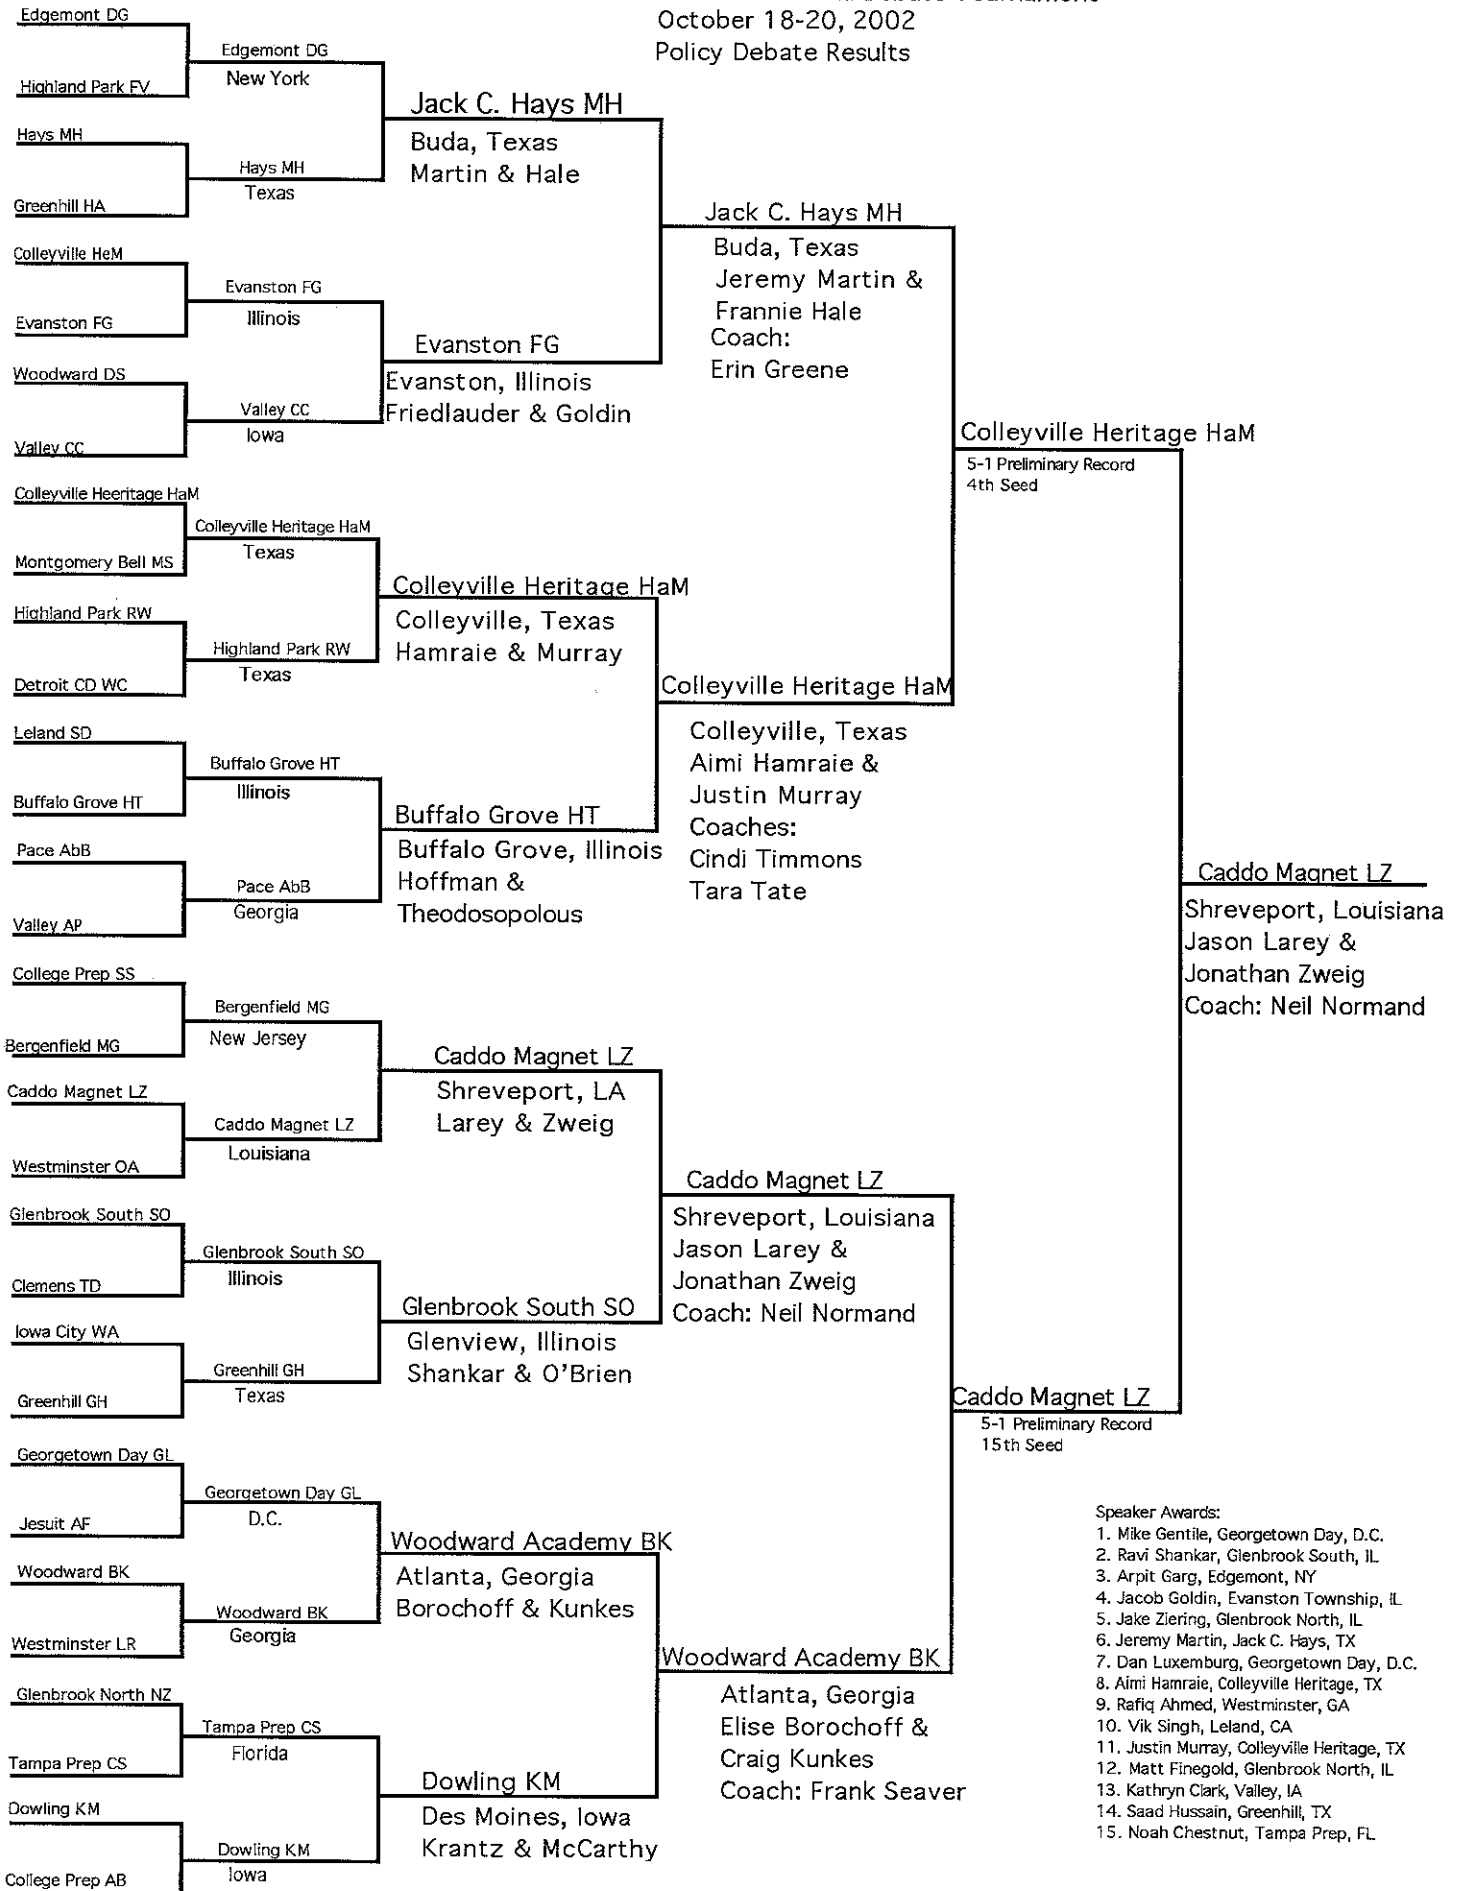 October 18-20, 2002
Policy Debate Results
Edgemont DG
Highland Park FV
Hays MH
Greenhill HA
Colleyville HeM
Evanston FG
Woodward DS
Valley CC
Colleyville Heeritage HaM
Montgomery Bell MS
Highland Park RW
Detroit CD WC
Leland SD
Buffalo Grove HT
Pace AbB
Valley AP
College Prep SS
Bergenfield MG
Caddo Magnet LZ
Westminster OA
Glenbrook South SO
Clemens TD
Iowa City WA
Greenhill GH
Georgetown Day GL
Jesuit AF
Woodward BK
Westminster LR
Glenbrook North NZ
Tampa Prep CS
Dowling KM
College Prep AB
Edgemont DG
New York
Hays MH
Texas
Evanston FG
Illinois
Valley CC
Iowa
Colleyville Heritage HaM
Texas
Highland Park RW
Texas
Buffalo Grove HT
Illinois
Pace AbB
Georgia
Bergenfield MG
New Jersey
Caddo Magnet LZ
Louisiana
Glenbrook South SO
Illinois
Greenhill GH
Texas
Georgetown Day GL
D.C.
Woodward BK
Georgia
Tampa Prep CS
Florida
Dowling KM
Iowa
Jack C. Hays MH
Buda, Texas
Martin & Hale
Evanston FG
Evanston, Illinois
Friedlauder & Goldin
Colleyville Heritage HaM
Colleyville, Texas
Hamraie & Murray
Buffalo Grove HT
Buffalo Grove, Illinois
Hoffman &
Theodosopolous
Caddo Magnet LZ
Shreveport, LA
Larey & Zweig
Glenbrook South SO
Glenview, Illinois
Shankar & O'Brien
Woodward Academy BK
Atlanta, Georgia
Borochoff & Kunkes
Dowling KM
Des Moines, Iowa
Krantz & McCarthy
Jack C. Hays MH
Buda, Texas
Jeremy Martin &
Frannie Hale
Coach:
Erin Greene
Colleyville Heritage HaM
Colleyville, Texas
Aimi Hamraie &
Justin Murray
Coaches:
Cindi Timmons
Tara Tate
Caddo Magnet LZ
Shreveport, Louisiana
Jason Larey &
Jonathan Zweig
Coach: Neil Normand
Woodward Academy BK
Atlanta, Georgia
Elise Borochoff &
Craig Kunkes
Coach: Frank Seaver
Colleyville Heritage HaM
5-1 Preliminary Record
4th Seed
Caddo Magnet LZ
5-1 Preliminary Record
15th Seed
Caddo Magnet LZ
Shreveport, Louisiana
Jason Larey &
Jonathan Zweig
Coach: Neil Normand
Speaker Awards:
1. Mike Gentile, Georgetown Day, D.C.
2. Ravi Shankar, Glenbrook South, IL
3. Arpit Garg, Edgemont, NY
4. Jacob Goldin, Evanston Township, IL
5. Jake Ziering, Glenbrook North, IL
6. Jeremy Martin, Jack C. Hays, TX
7. Dan Luxemburg, Georgetown Day, D.C.
8. Aimi Hamraie, Colleyville Heritage, TX
9. Rafiq Ahmed, Westminster, GA
10. Vik Singh, Leland, CA
11. Justin Murray, Colleyville Heritage, TX
12. Matt Finegold, Glenbrook North, IL
13. Kathryn Clark, Valley, IA
14. Saad Hussain, Greenhill, TX
15. Noah Chestnut, Tampa Prep, FL